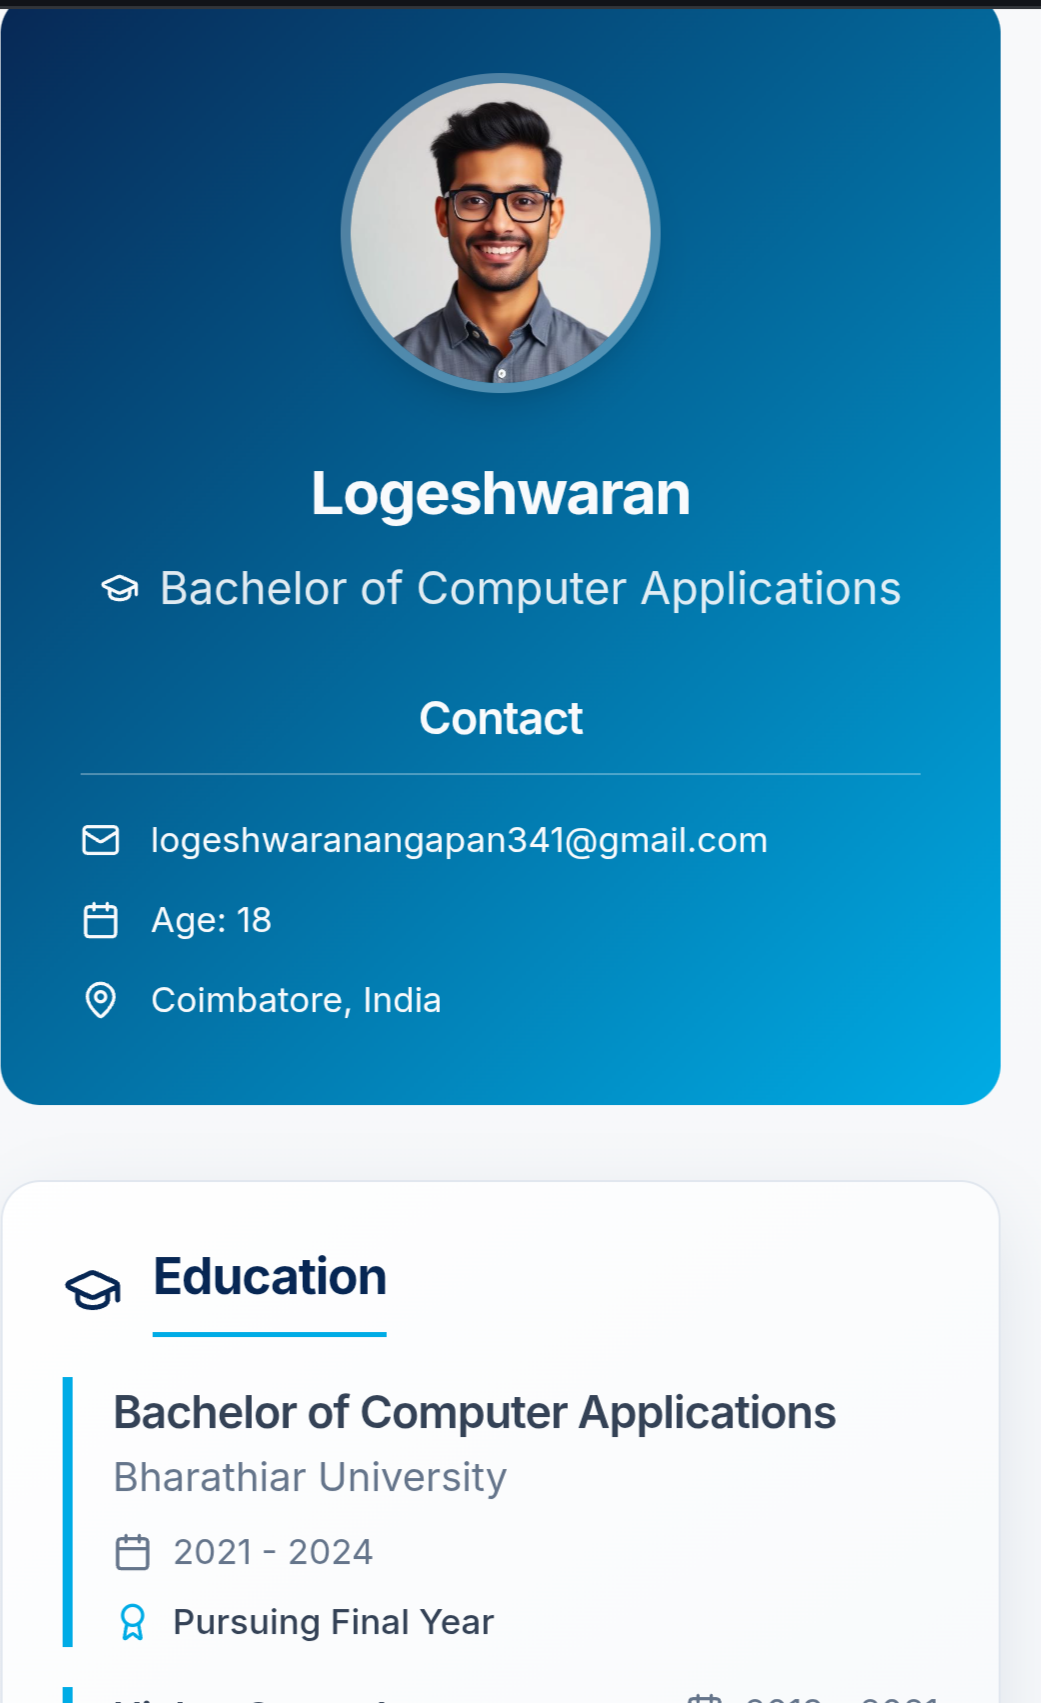 Logeshwaran
Bachelor of Computer Applications
Contact
logeshwaranangapan341@gmail.com
Age: 18
Coimbatore, India
Education
Bachelor of Computer Applications
Bharathiar University
2021 - 2024
Pursuing Final Year